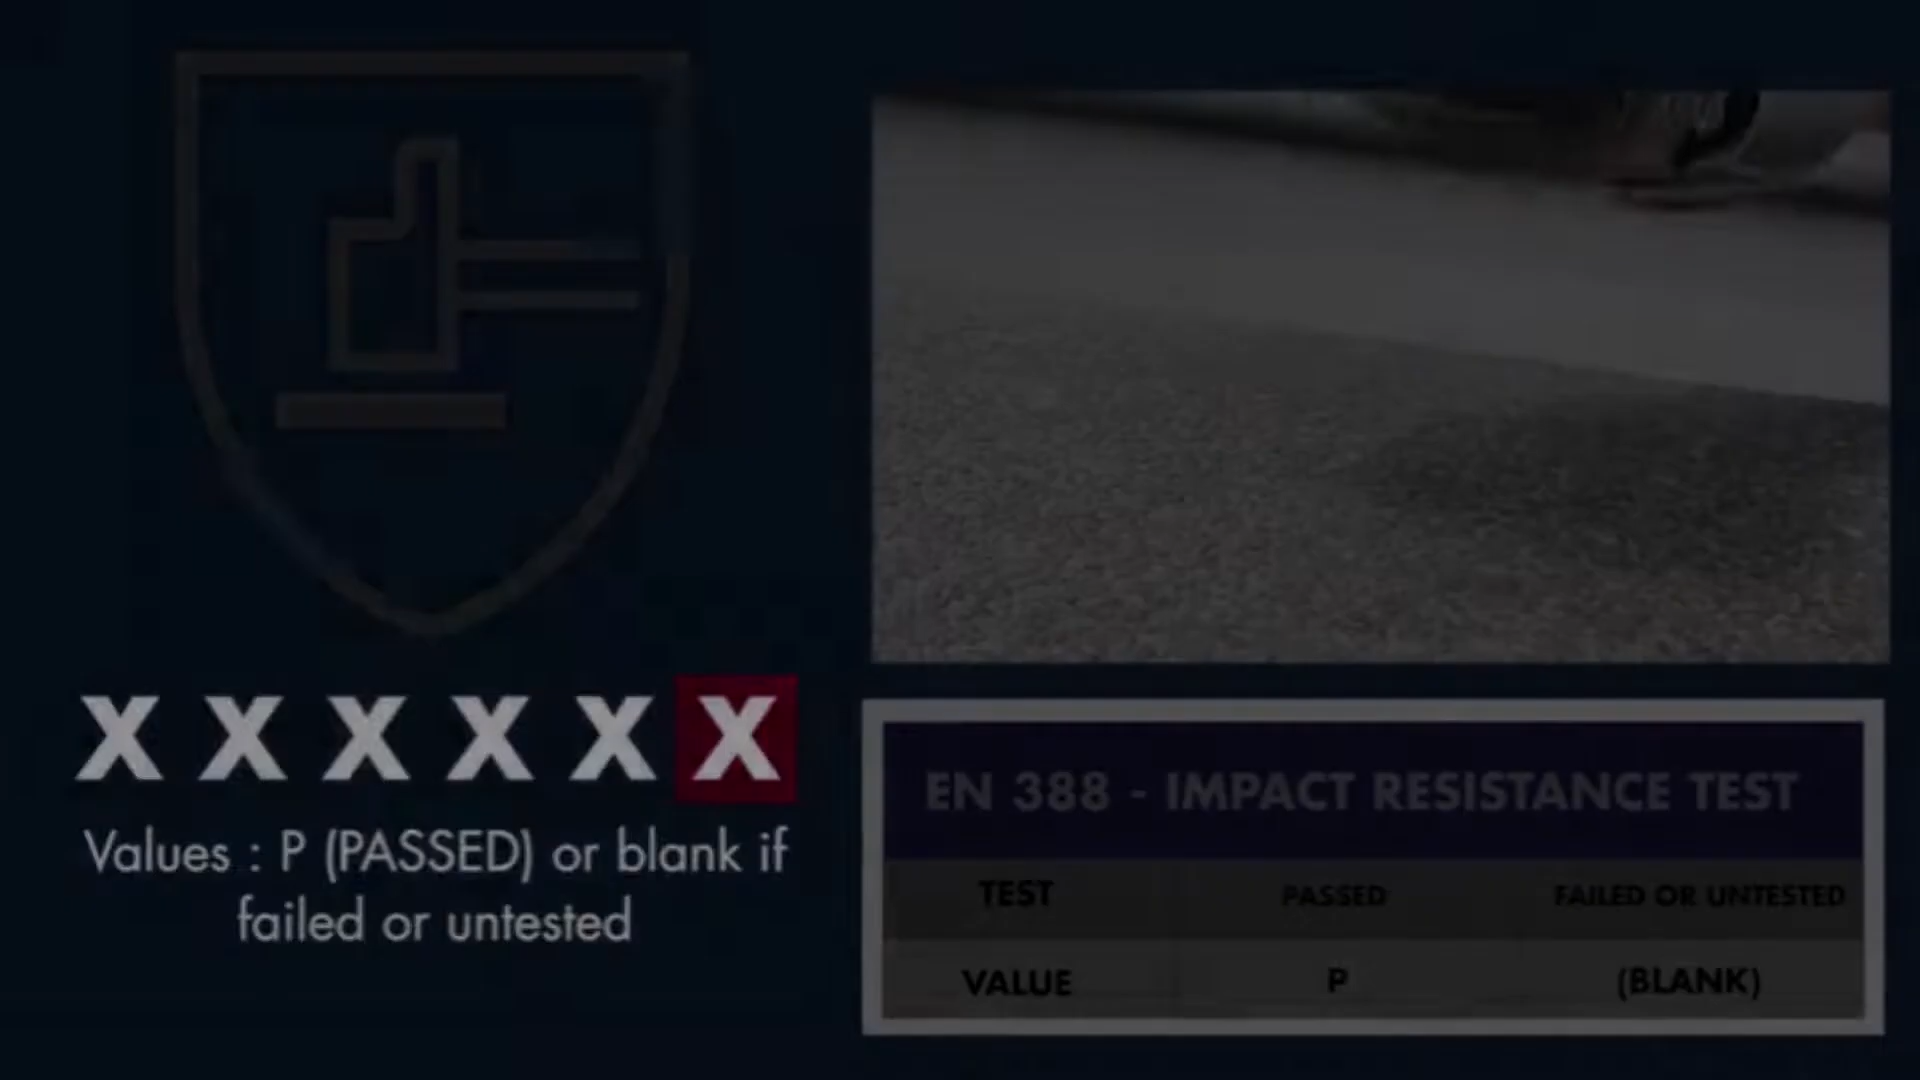 X X X X X X
Values : P (PASSED) or blank if
failed or untested
EN 388 - IMPACT RESISTANCE TEST
TEST PASSED FAILED OR UNTESTED
VALUE P (BLANK)